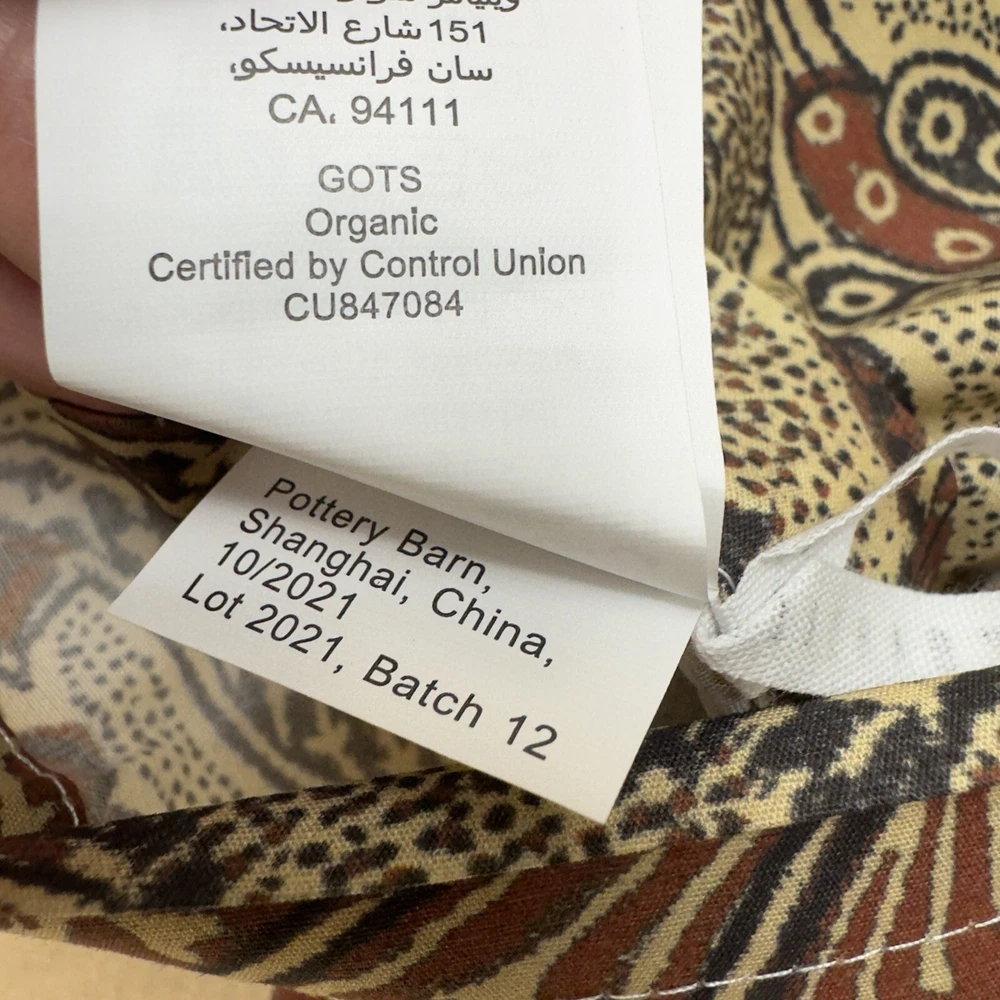 151 شارع الاتحاد،
سان فرانسيسكو،
CA، 94111
GOTS
Organic
Certified by Control Union
CU847084
Pottery Barn,
Shanghai, China,
10/2021
Lot 2021, Batch 12